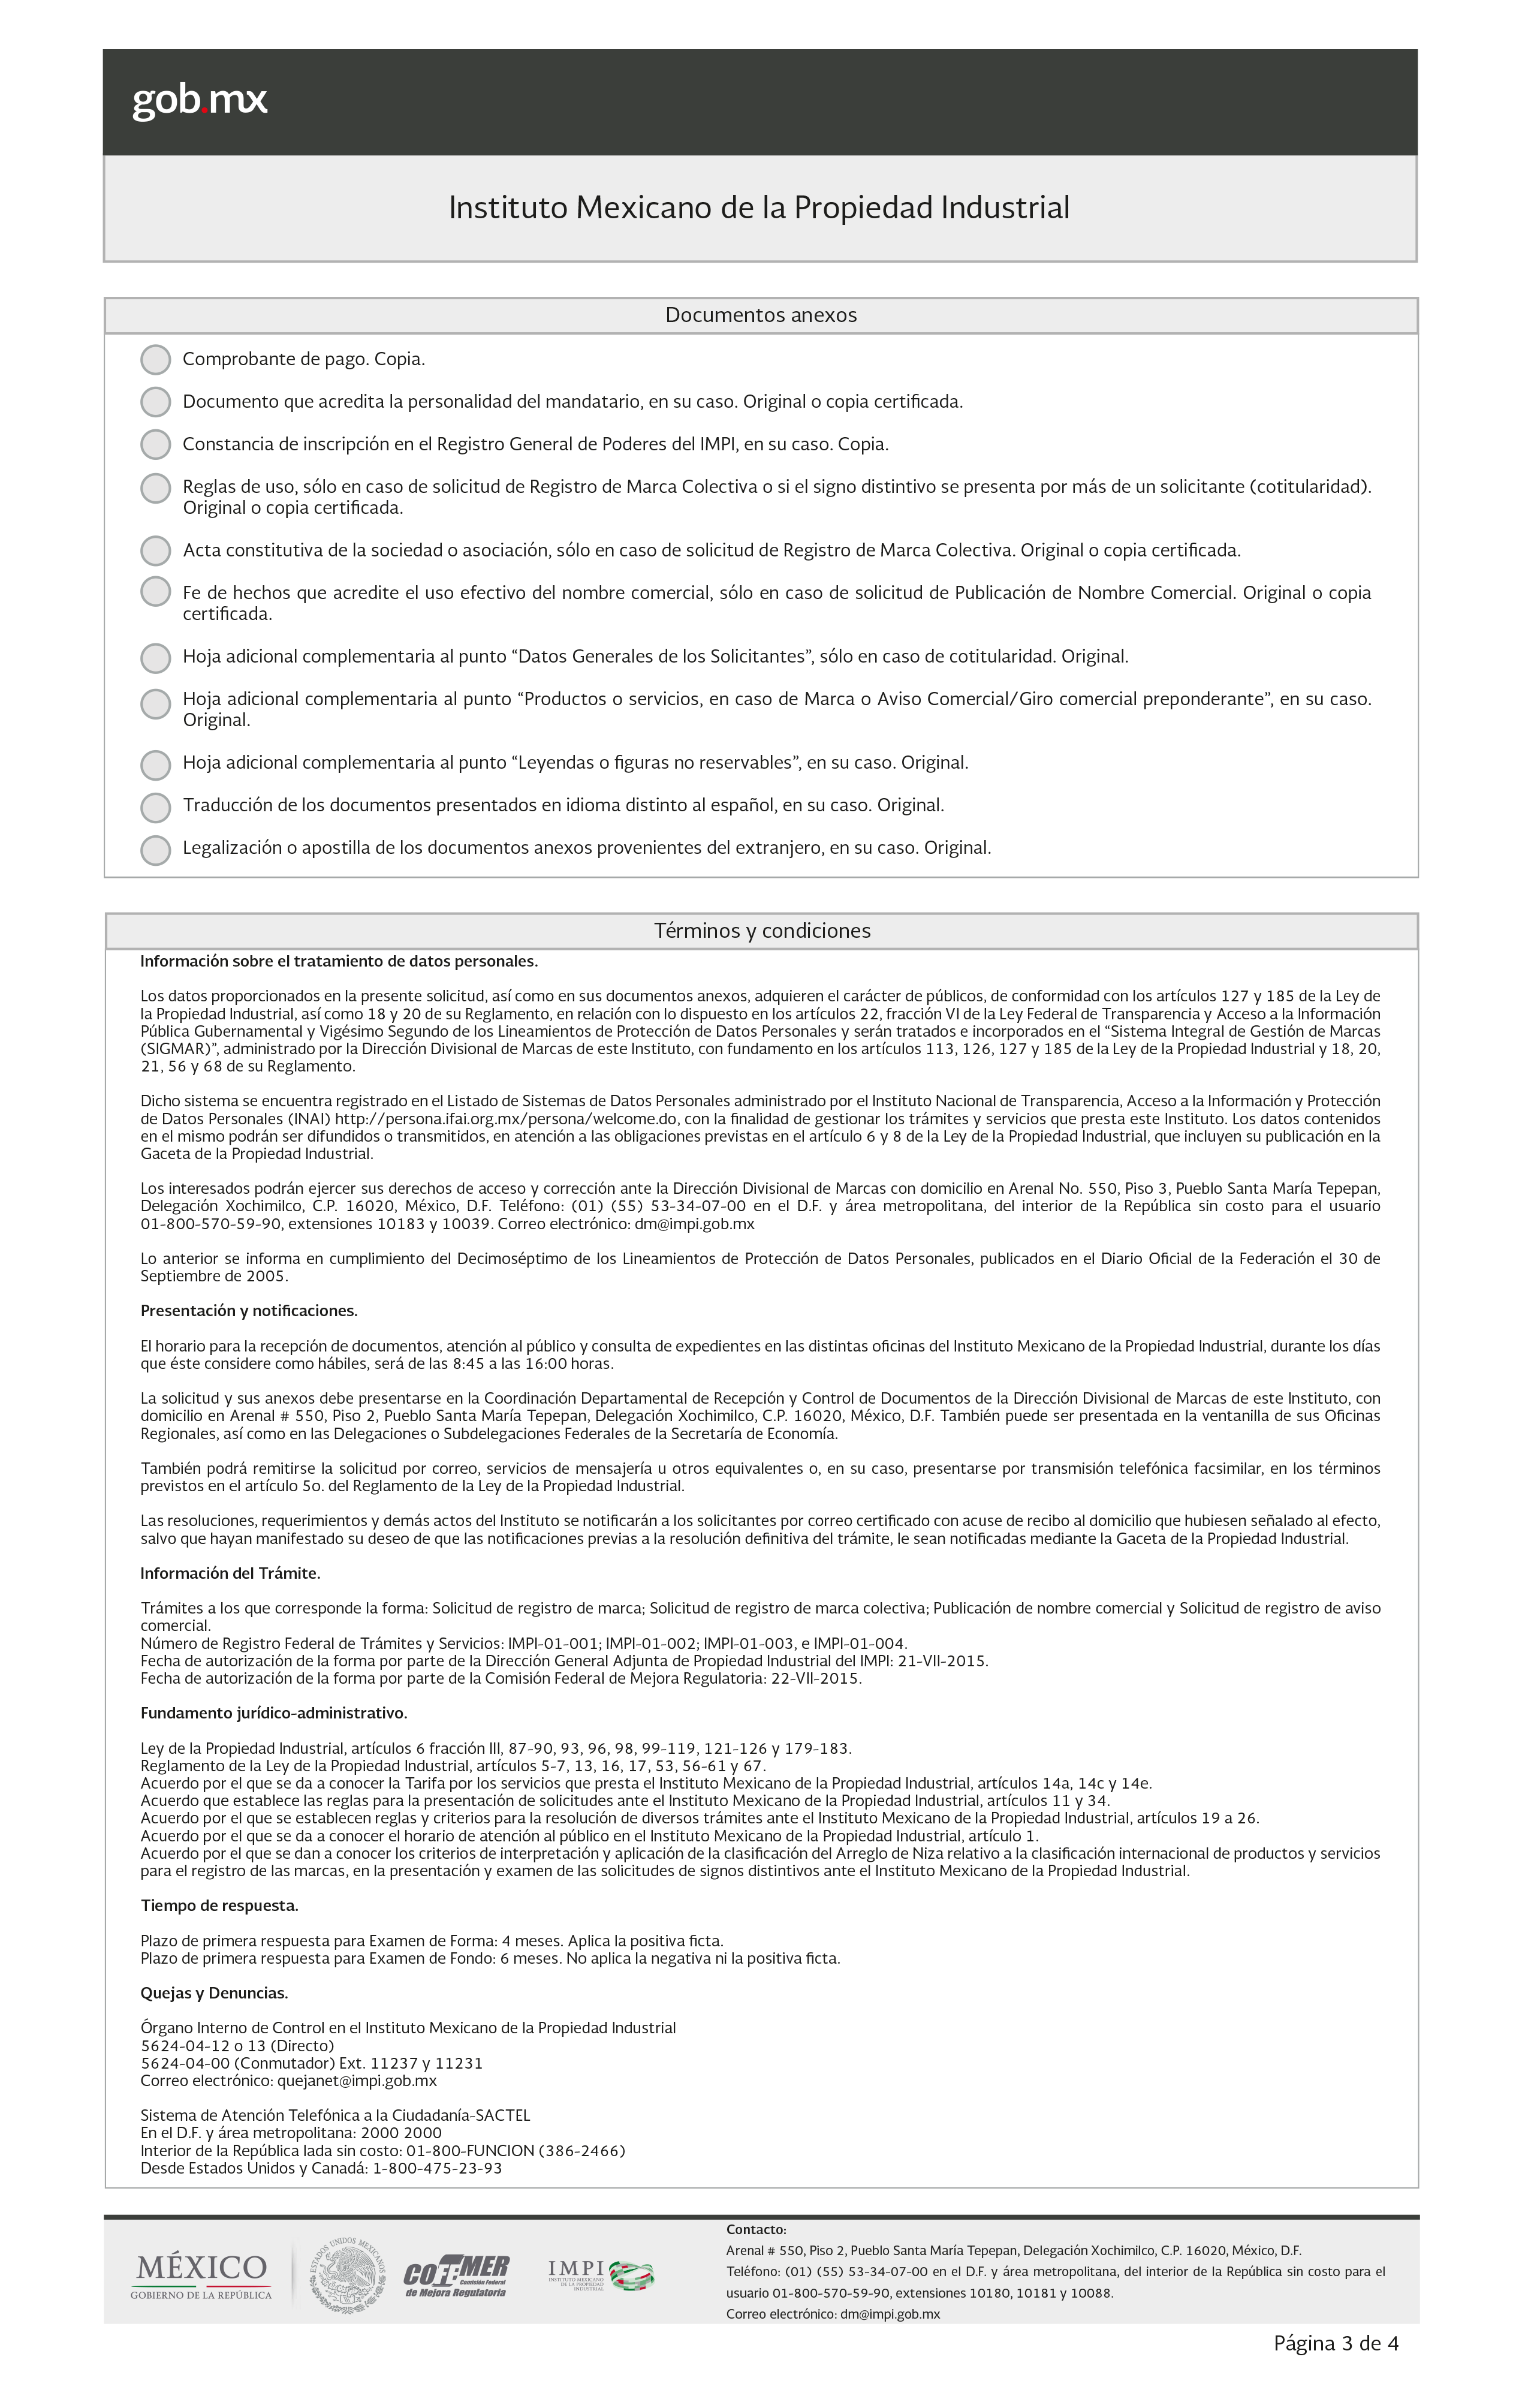 gob.mx
Instituto Mexicano de la Propiedad Industrial
Documentos anexos
Comprobante de pago. Copia.
Documento que acredita la personalidad del mandatario, en su caso. Original o copia certificada.
Constancia de inscripción en el Registro General de Poderes del IMPI, en su caso. Copia.
Reglas de uso, sólo en caso de solicitud de Registro de Marca Colectiva o si el signo distintivo se presenta por más de un solicitante (cotitularidad).
Original o copia certificada.
Acta constitutiva de la sociedad o asociación, sólo en caso de solicitud de Registro de Marca Colectiva. Original o copia certificada.
Fe de hechos que acredite el uso efectivo del nombre comercial, sólo en caso de solicitud de Publicación de Nombre Comercial. Original o copia
certificada.
Hoja adicional complementaria al punto “Datos Generales de los Solicitantes”, sólo en caso de cotitularidad. Original.
Hoja adicional complementaria al punto “Productos o servicios, en caso de Marca o Aviso Comercial/Giro comercial preponderante”, en su caso.
Original.
Hoja adicional complementaria al punto “Leyendas o figuras no reservables”, en su caso. Original.
Traducción de los documentos presentados en idioma distinto al español, en su caso. Original.
Legalización o apostilla de los documentos anexos provenientes del extranjero, en su caso. Original.
Términos y condiciones
Información sobre el tratamiento de datos personales.
Los datos proporcionados en la presente solicitud, así como en sus documentos anexos, adquieren el carácter de públicos, de conformidad con los artículos 127 y 185 de la Ley de
la Propiedad Industrial, así como 18 y 20 de su Reglamento, en relación con lo dispuesto en los artículos 22, fracción VI de la Ley Federal de Transparencia y Acceso a la Información
Pública Gubernamental y Vigésimo Segundo de los Lineamientos de Protección de Datos Personales y serán tratados e incorporados en el “Sistema Integral de Gestión de Marcas
(SIGMAR)”, administrado por la Dirección Divisional de Marcas de este Instituto, con fundamento en los artículos 113, 126, 127 y 185 de la Ley de la Propiedad Industrial y 18, 20,
21, 56 y 68 de su Reglamento.
Dicho sistema se encuentra registrado en el Listado de Sistemas de Datos Personales administrado por el Instituto Nacional de Transparencia, Acceso a la Información y Protección
de Datos Personales (INAI) http://persona.ifai.org.mx/persona/welcome.do, con la finalidad de gestionar los trámites y servicios que presta este Instituto. Los datos contenidos
en el mismo podrán ser difundidos o transmitidos, en atención a las obligaciones previstas en el artículo 6 y 8 de la Ley de la Propiedad Industrial, que incluyen su publicación en la
Gaceta de la Propiedad Industrial.
Los interesados podrán ejercer sus derechos de acceso y corrección ante la Dirección Divisional de Marcas con domicilio en Arenal No. 550, Piso 3, Pueblo Santa María Tepepan,
Delegación Xochimilco, C.P. 16020, México, D.F. Teléfono: (01) (55) 53-34-07-00 en el D.F. y área metropolitana, del interior de la República sin costo para el usuario
01-800-570-59-90, extensiones 10183 y 10039. Correo electrónico: dm@impi.gob.mx
Lo anterior se informa en cumplimiento del Decimoséptimo de los Lineamientos de Protección de Datos Personales, publicados en el Diario Oficial de la Federación el 30 de
Septiembre de 2005.
Presentación y notificaciones.
El horario para la recepción de documentos, atención al público y consulta de expedientes en las distintas oficinas del Instituto Mexicano de la Propiedad Industrial, durante los días
que éste considere como hábiles, será de las 8:45 a las 16:00 horas.
La solicitud y sus anexos debe presentarse en la Coordinación Departamental de Recepción y Control de Documentos de la Dirección Divisional de Marcas de este Instituto, con
domicilio en Arenal # 550, Piso 2, Pueblo Santa María Tepepan, Delegación Xochimilco, C.P. 16020, México, D.F. También puede ser presentada en la ventanilla de sus Oficinas
Regionales, así como en las Delegaciones o Subdelegaciones Federales de la Secretaría de Economía.
También podrá remitirse la solicitud por correo, servicios de mensajería u otros equivalentes o, en su caso, presentarse por transmisión telefónica facsimilar, en los términos
previstos en el artículo 5o. del Reglamento de la Ley de la Propiedad Industrial.
Las resoluciones, requerimientos y demás actos del Instituto se notificarán a los solicitantes por correo certificado con acuse de recibo al domicilio que hubiesen señalado al efecto,
salvo que hayan manifestado su deseo de que las notificaciones previas a la resolución definitiva del trámite, le sean notificadas mediante la Gaceta de la Propiedad Industrial.
Información del Trámite.
Trámites a los que corresponde la forma: Solicitud de registro de marca; Solicitud de registro de marca colectiva; Publicación de nombre comercial y Solicitud de registro de aviso
comercial.
Número de Registro Federal de Trámites y Servicios: IMPI-01-001; IMPI-01-002; IMPI-01-003, e IMPI-01-004.
Fecha de autorización de la forma por parte de la Dirección General Adjunta de Propiedad Industrial del IMPI: 21-VII-2015.
Fecha de autorización de la forma por parte de la Comisión Federal de Mejora Regulatoria: 22-VII-2015.
Fundamento jurídico-administrativo.
Ley de la Propiedad Industrial, artículos 6 fracción III, 87-90, 93, 96, 98, 99-119, 121-126 y 179-183.
Reglamento de la Ley de la Propiedad Industrial, artículos 5-7, 13, 16, 17, 53, 56-61 y 67.
Acuerdo por el que se da a conocer la Tarifa por los servicios que presta el Instituto Mexicano de la Propiedad Industrial, artículos 14a, 14c y 14e.
Acuerdo que establece las reglas para la presentación de solicitudes ante el Instituto Mexicano de la Propiedad Industrial, artículos 11 y 34.
Acuerdo por el que se establecen reglas y criterios para la resolución de diversos trámites ante el Instituto Mexicano de la Propiedad Industrial, artículos 19 a 26.
Acuerdo por el que se da a conocer el horario de atención al público en el Instituto Mexicano de la Propiedad Industrial, artículo 1.
Acuerdo por el que se dan a conocer los criterios de interpretación y aplicación de la clasificación del Arreglo de Niza relativo a la clasificación internacional de productos y servicios
para el registro de las marcas, en la presentación y examen de las solicitudes de signos distintivos ante el Instituto Mexicano de la Propiedad Industrial.
Tiempo de respuesta.
Plazo de primera respuesta para Examen de Forma: 4 meses. Aplica la positiva ficta.
Plazo de primera respuesta para Examen de Fondo: 6 meses. No aplica la negativa ni la positiva ficta.
Quejas y Denuncias.
Órgano Interno de Control en el Instituto Mexicano de la Propiedad Industrial
5624-04-12 o 13 (Directo)
5624-04-00 (Conmutador) Ext. 11237 y 11231
Correo electrónico: quejanet@impi.gob.mx
Sistema de Atención Telefónica a la Ciudadanía-SACTEL
En el D.F. y área metropolitana: 2000 2000
Interior de la República lada sin costo: 01-800-FUNCION (386-2466)
Desde Estados Unidos y Canadá: 1-800-475-23-93
MÉXICO
GOBIERNO DE LA REPÚBLICA
ESTADOS UNIDOS MEXICANOS
COFEMER
Comisión Federal
de Mejora Regulatoria
IMPI
INSTITUTO MEXICANO
DE LA PROPIEDAD
INDUSTRIAL
Contacto:
Arenal # 550, Piso 2, Pueblo Santa María Tepepan, Delegación Xochimilco, C.P. 16020, México, D.F.
Teléfono: (01) (55) 53-34-07-00 en el D.F. y área metropolitana, del interior de la República sin costo para el
usuario 01-800-570-59-90, extensiones 10180, 10181 y 10088.
Correo electrónico: dm@impi.gob.mx
Página 3 de 4